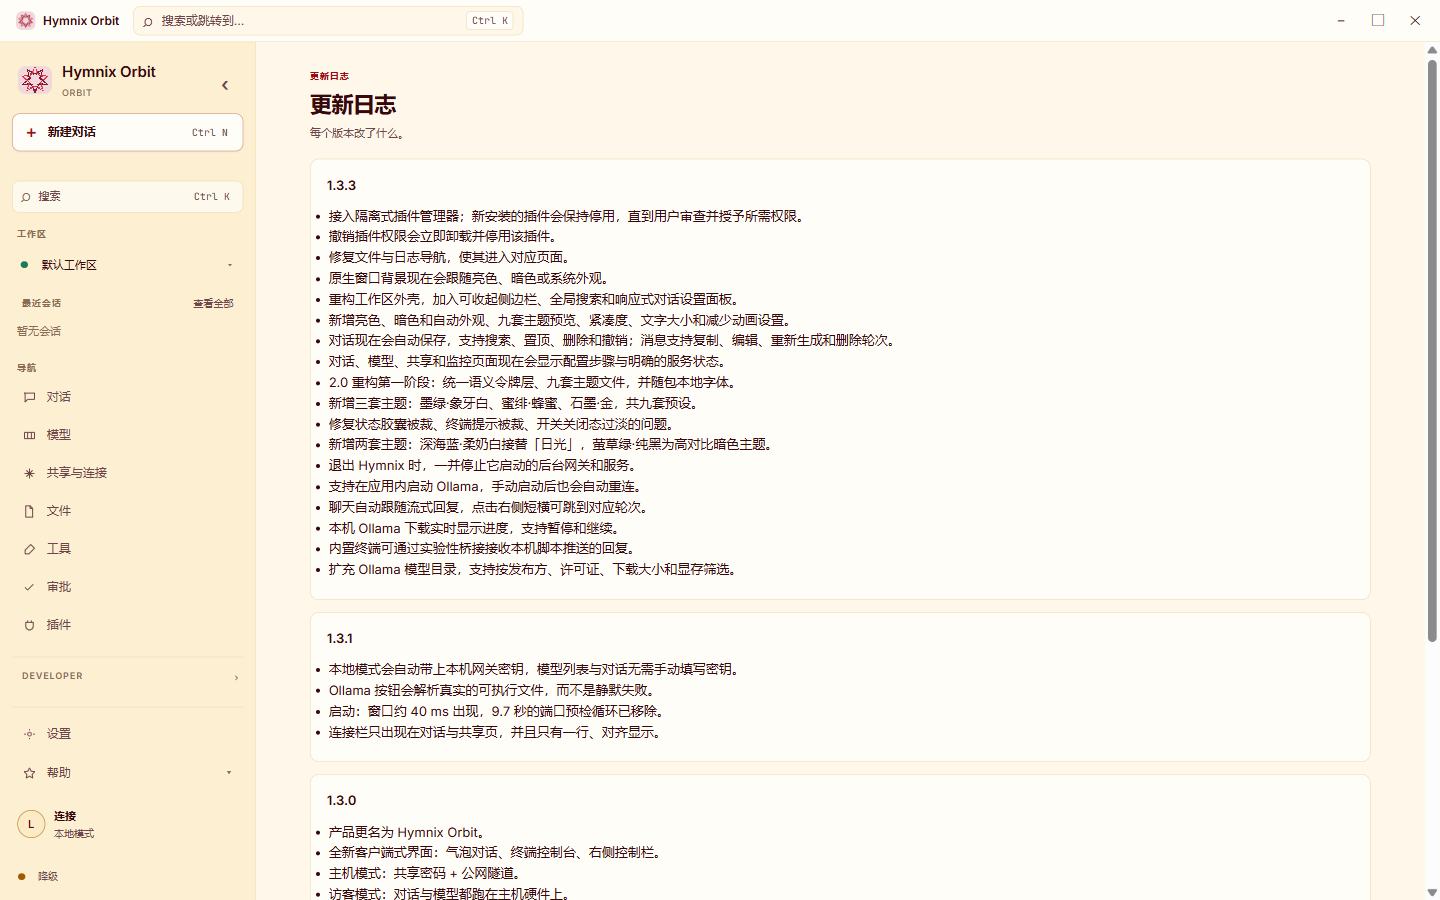 Hymnix Orbit
搜索或跳转到...
Ctrl K
Hymnix Orbit
ORBIT
新建对话
Ctrl N
搜索
Ctrl K
工作区
默认工作区
最近会话
查看全部
暂无会话
导航
对话
模型
共享与连接
文件
工具
审批
插件
DEVELOPER
设置
帮助
L
连接
本地模式
降级
更新日志
更新日志
每个版本改了什么。
1.3.3
接入隔离式插件管理器；新安装的插件会保持停用，直到用户审查并授予所需权限。
撤销插件权限会立即卸载并停用该插件。
修复文件与日志导航，使其进入对应页面。
原生窗口背景现在会跟随亮色、暗色或系统外观。
重构工作区外壳，加入可收起侧边栏、全局搜索和响应式对话设置面板。
新增亮色、暗色和自动外观、九套主题预览、紧凑度、文字大小和减少动画设置。
对话现在会自动保存，支持搜索、置顶、删除和撤销；消息支持复制、编辑、重新生成和删除轮次。
对话、模型、共享和监控页面现在会显示配置步骤与明确的服务状态。
2.0 重构第一阶段：统一语义令牌层、九套主题文件，并随包本地字体。
新增三套主题：墨绿·象牙白、蜜绯·蜂蜜、石墨·金，共九套预设。
修复状态胶囊被裁、终端提示被裁、开关关闭态过淡的问题。
新增两套主题：深海蓝·柔奶白接替「日光」，萤草绿·纯黑为高对比暗色主题。
退出 Hymnix 时，一并停止它启动的后台网关和服务。
支持在应用内启动 Ollama，手动启动后也会自动重连。
聊天自动跟随流式回复，点击右侧短横可跳到对应轮次。
本机 Ollama 下载实时显示进度，支持暂停和继续。
内置终端可通过实验性桥接接收本机脚本推送的回复。
扩充 Ollama 模型目录，支持按发布方、许可证、下载大小和显存筛选。
1.3.1
本地模式会自动带上本机网关密钥，模型列表与对话无需手动填写密钥。
Ollama 按钮会解析真实的可执行文件，而不是静默失败。
启动：窗口约 40 ms 出现，9.7 秒的端口预检循环已移除。
连接栏只出现在对话与共享页，并且只有一行、对齐显示。
1.3.0
产品更名为 Hymnix Orbit。
全新客户端式界面：气泡对话、终端控制台、右侧控制栏。
主机模式：共享密码 + 公网隧道。
访客模式：对话与模型都跑在主机硬件上。